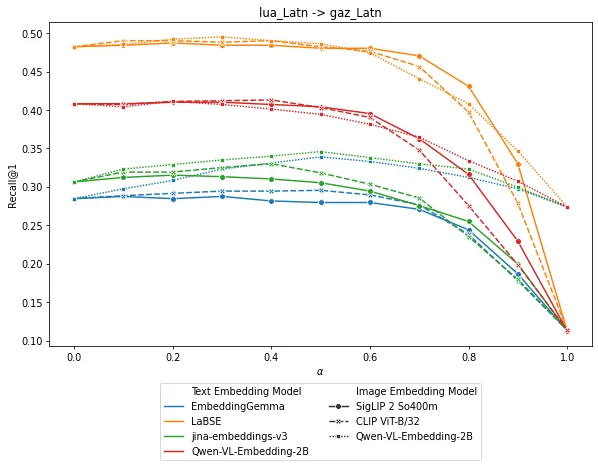 lua_Latn -> gaz_Latn
Recall@1
0.50
0.45
0.40
0.35
0.30
0.25
0.20
0.15
0.10
0.0 0.2 0.4 0.6 0.8 1.0
α
Text Embedding Model
EmbeddingGemma
LaBSE
jina-embeddings-v3
Qwen-VL-Embedding-2B
Image Embedding Model
SigLIP 2 So400m
CLIP ViT-B/32
Qwen-VL-Embedding-2B